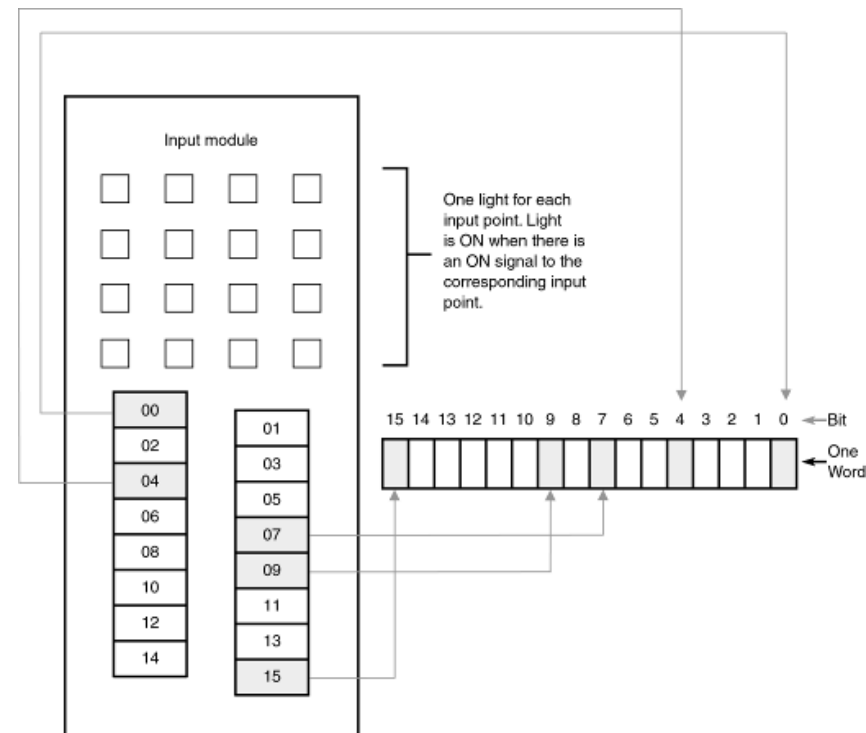 Input module
One light for each
input point. Light
is ON when there is
an ON signal to the
corresponding input
point.
00
02
04
06
08
10
12
14
01
03
05
07
09
11
13
15
15 14 13 12 11 10 9 8 7 6 5 4 3 2 1 0
Bit
One
Word